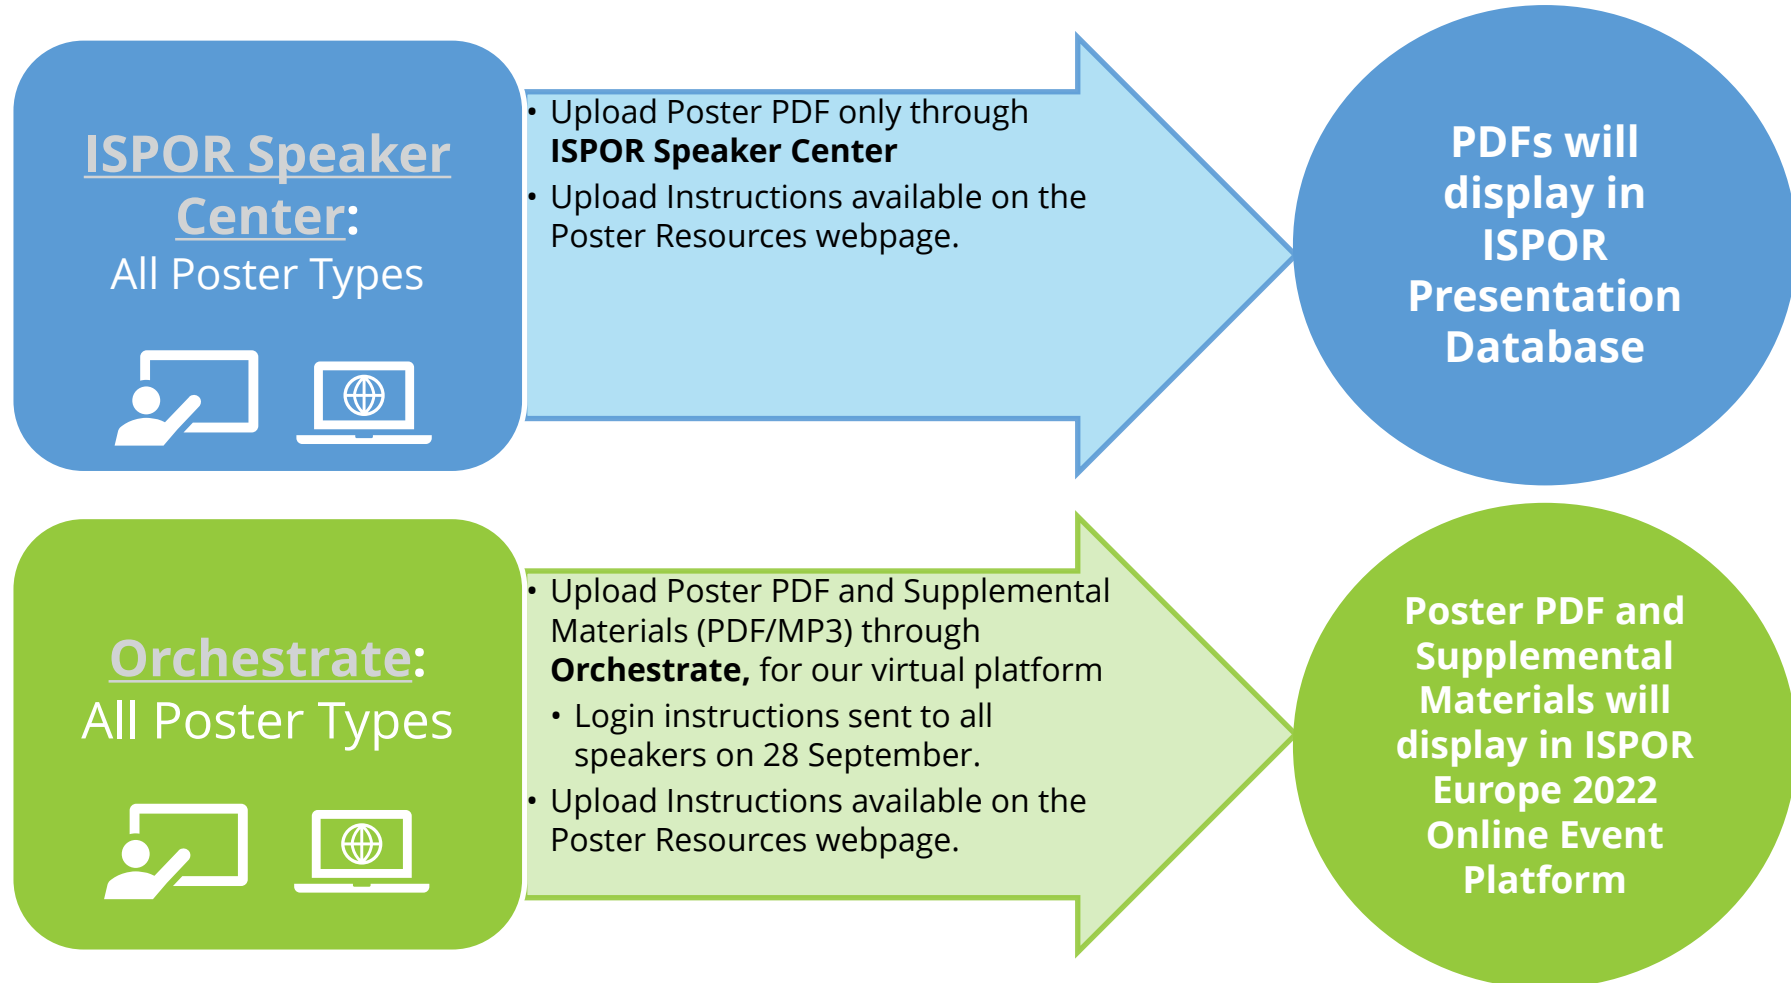 ISPOR Speaker
Center:
All Poster Types
• Upload Poster PDF only through
ISPOR Speaker Center
• Upload Instructions available on the
Poster Resources webpage.
PDFs will
display in
ISPOR
Presentation
Database
Orchestrate:
All Poster Types
• Upload Poster PDF and Supplemental
Materials (PDF/MP3) through
Orchestrate, for our virtual platform
• Login instructions sent to all
speakers on 28 September.
• Upload Instructions available on the
Poster Resources webpage.
Poster PDF and
Supplemental
Materials will
display in ISPOR
Europe 2022
Online Event
Platform